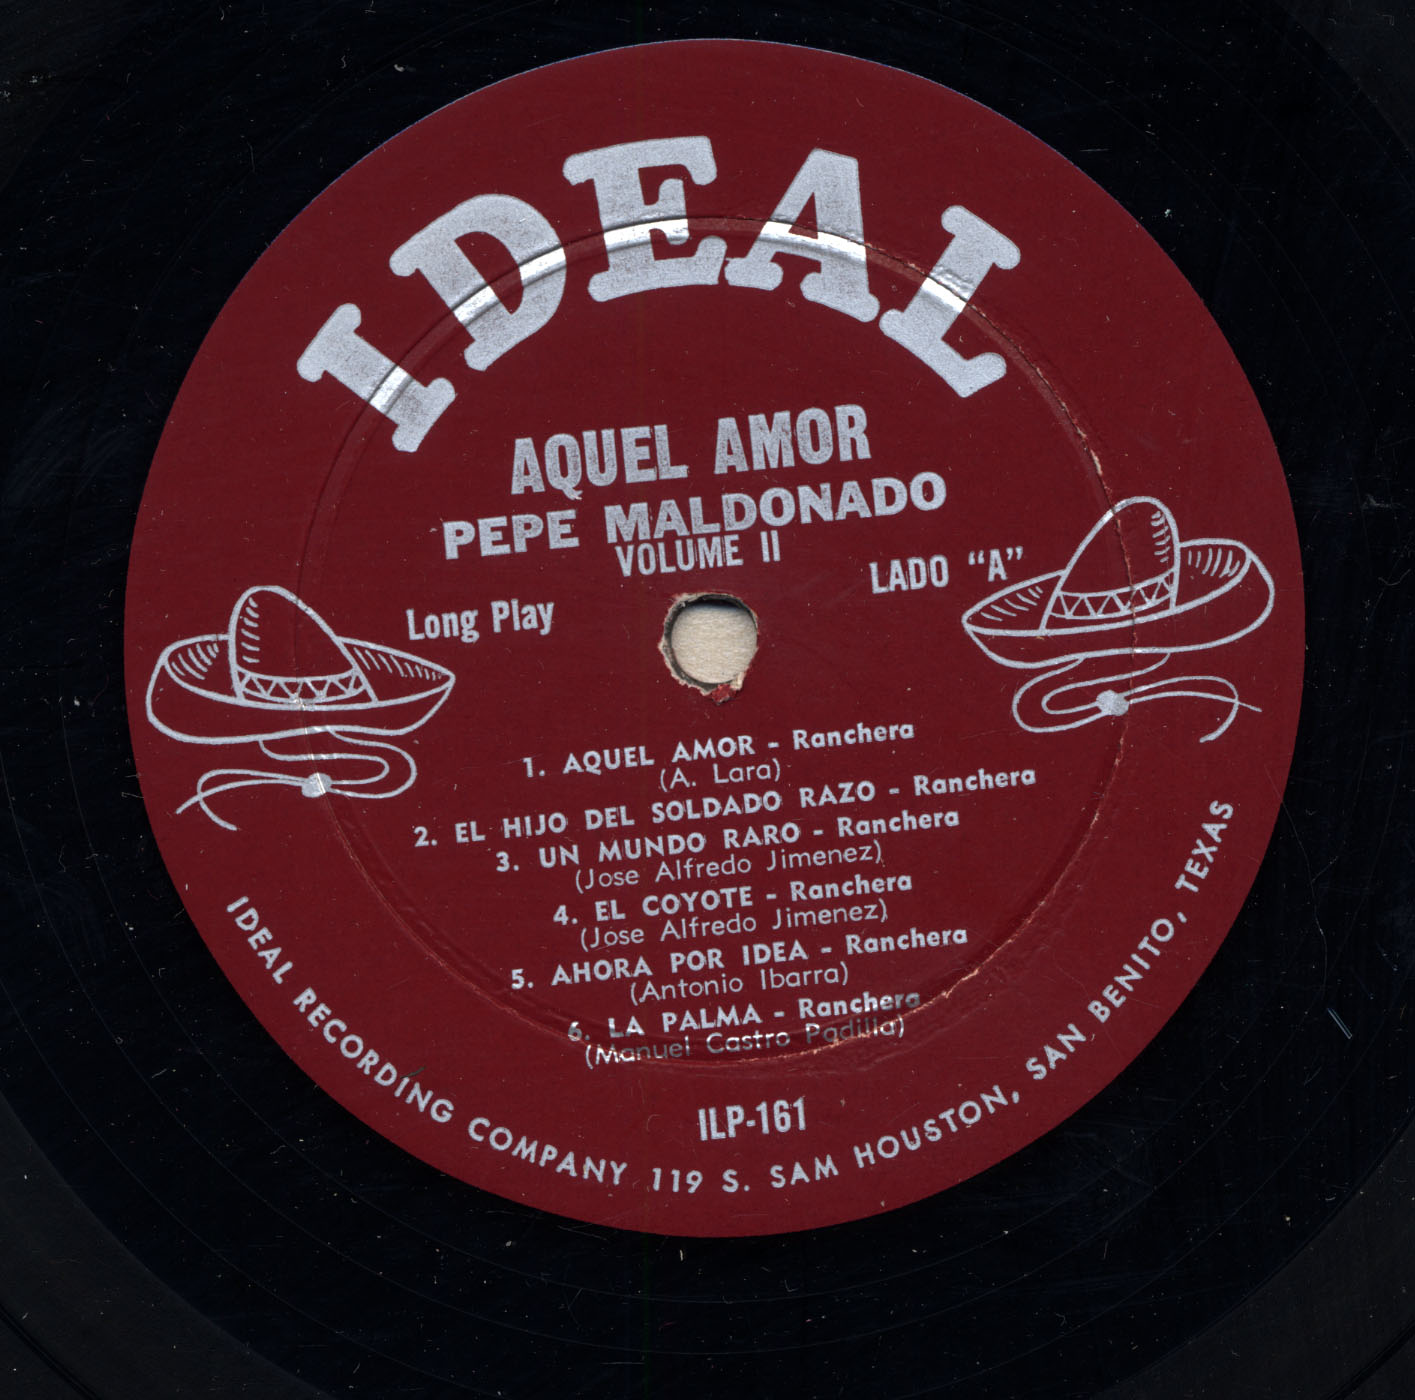 IDEAL
AQUEL AMOR
PEPE MALDONADO
VOLUME II
Long Play
LADO "A"
1. AQUEL AMOR - Ranchera
(A. Lara)
2. EL HIJO DEL SOLDADO RAZO - Ranchera
3. UN MUNDO RARO - Ranchera
(Jose Alfredo Jimenez)
4. EL COYOTE - Ranchera
(Jose Alfredo Jimenez)
5. AHORA POR IDEA - Ranchera
(Antonio Ibarra)
6. LA PALMA - Ranchera
(Manuel Castro Padilla)
ILP-161
IDEAL RECORDING COMPANY 119 S. SAM HOUSTON, SAN BENITO, TEXAS